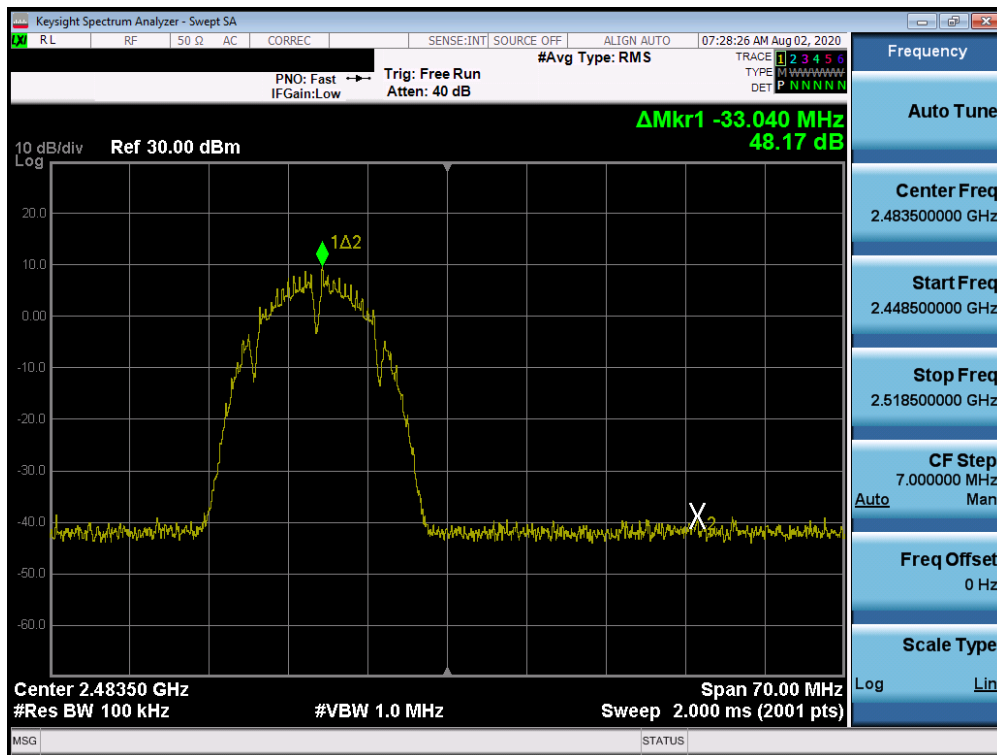 Keysight Spectrum Analyzer - Swept SA
LXI RL RF 50 Ω AC CORREC SENSE:INT SOURCE OFF ALIGN AUTO 07:28:26 AM Aug 02, 2020
#Avg Type: RMS TRACE 1 2 3 4 5 6
PNO: Fast Trig: Free Run TYPE M WWWWW
IFGain:Low Atten: 40 dB DET P N N N N N
ΔMkr1 -33.040 MHz
48.17 dB
10 dB/div Ref 30.00 dBm
Log
20.0
1Δ2
10.0
0.00
-10.0
-20.0
-30.0
-40.0
X2
-50.0
-60.0
Center 2.48350 GHz Span 70.00 MHz
#Res BW 100 kHz #VBW 1.0 MHz Sweep 2.000 ms (2001 pts)
MSG STATUS
Frequency
Auto Tune
Center Freq
2.483500000 GHz
Start Freq
2.448500000 GHz
Stop Freq
2.518500000 GHz
CF Step
7.000000 MHz
Auto Man
Freq Offset
0 Hz
Scale Type
Log Lin